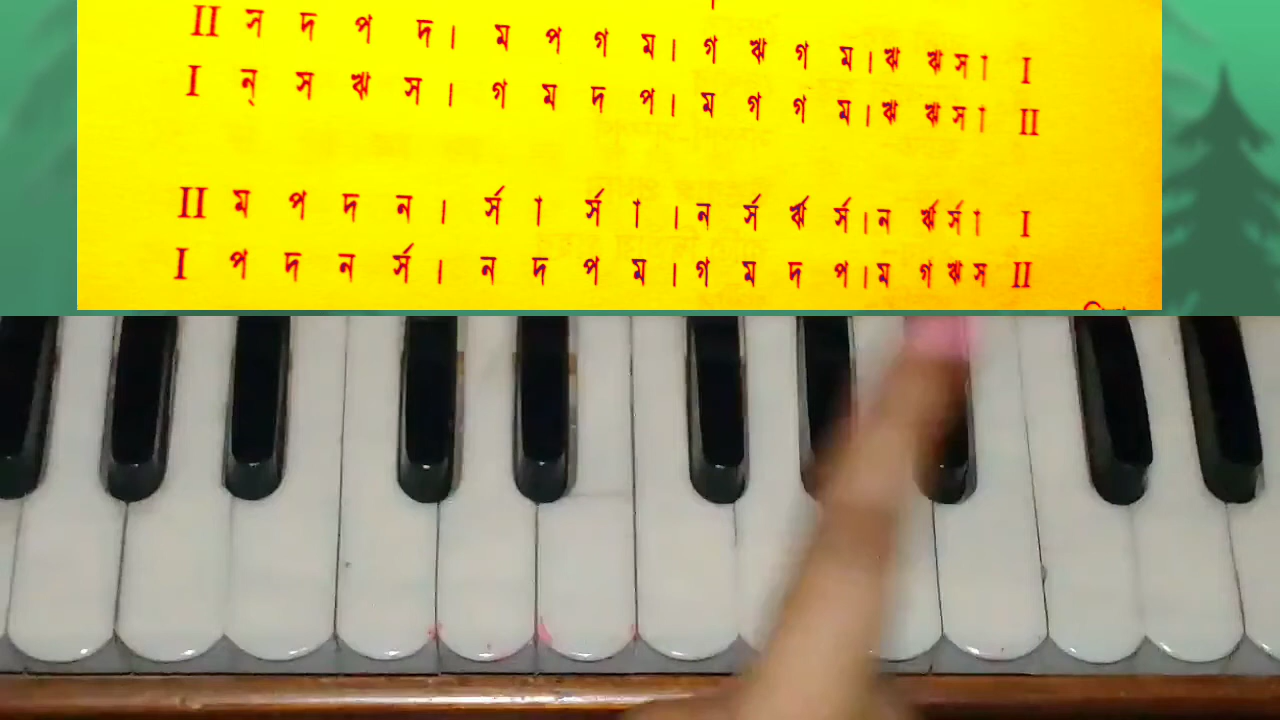 II স দ প দ । ম প গ ম । গ ঋ গ ম । ঋ ঋ স া I
I ন্ স ঋ স । গ ম দ প । ম গ গ ম । ঋ ঋ স া II
II ম প দ ন । র্স া র্স া । ন র্স র্ঋ র্স । ন র্ঋ র্স া I
I প দ ন র্স । ন দ প ম । গ ম দ প । ম গ ঋ স II